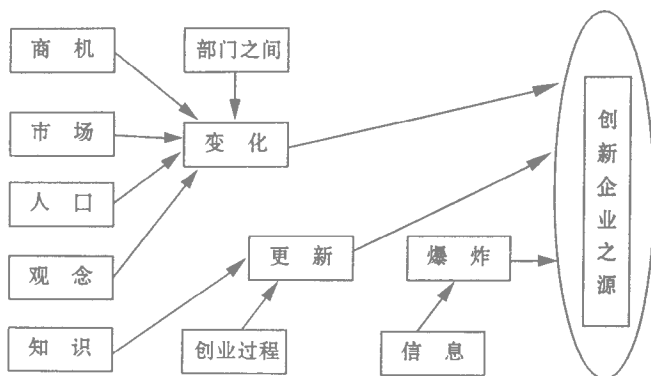 商机
部门之间
市场
变化
人口
观念
更新
爆炸
知识
创业过程
信息
创新企业之源